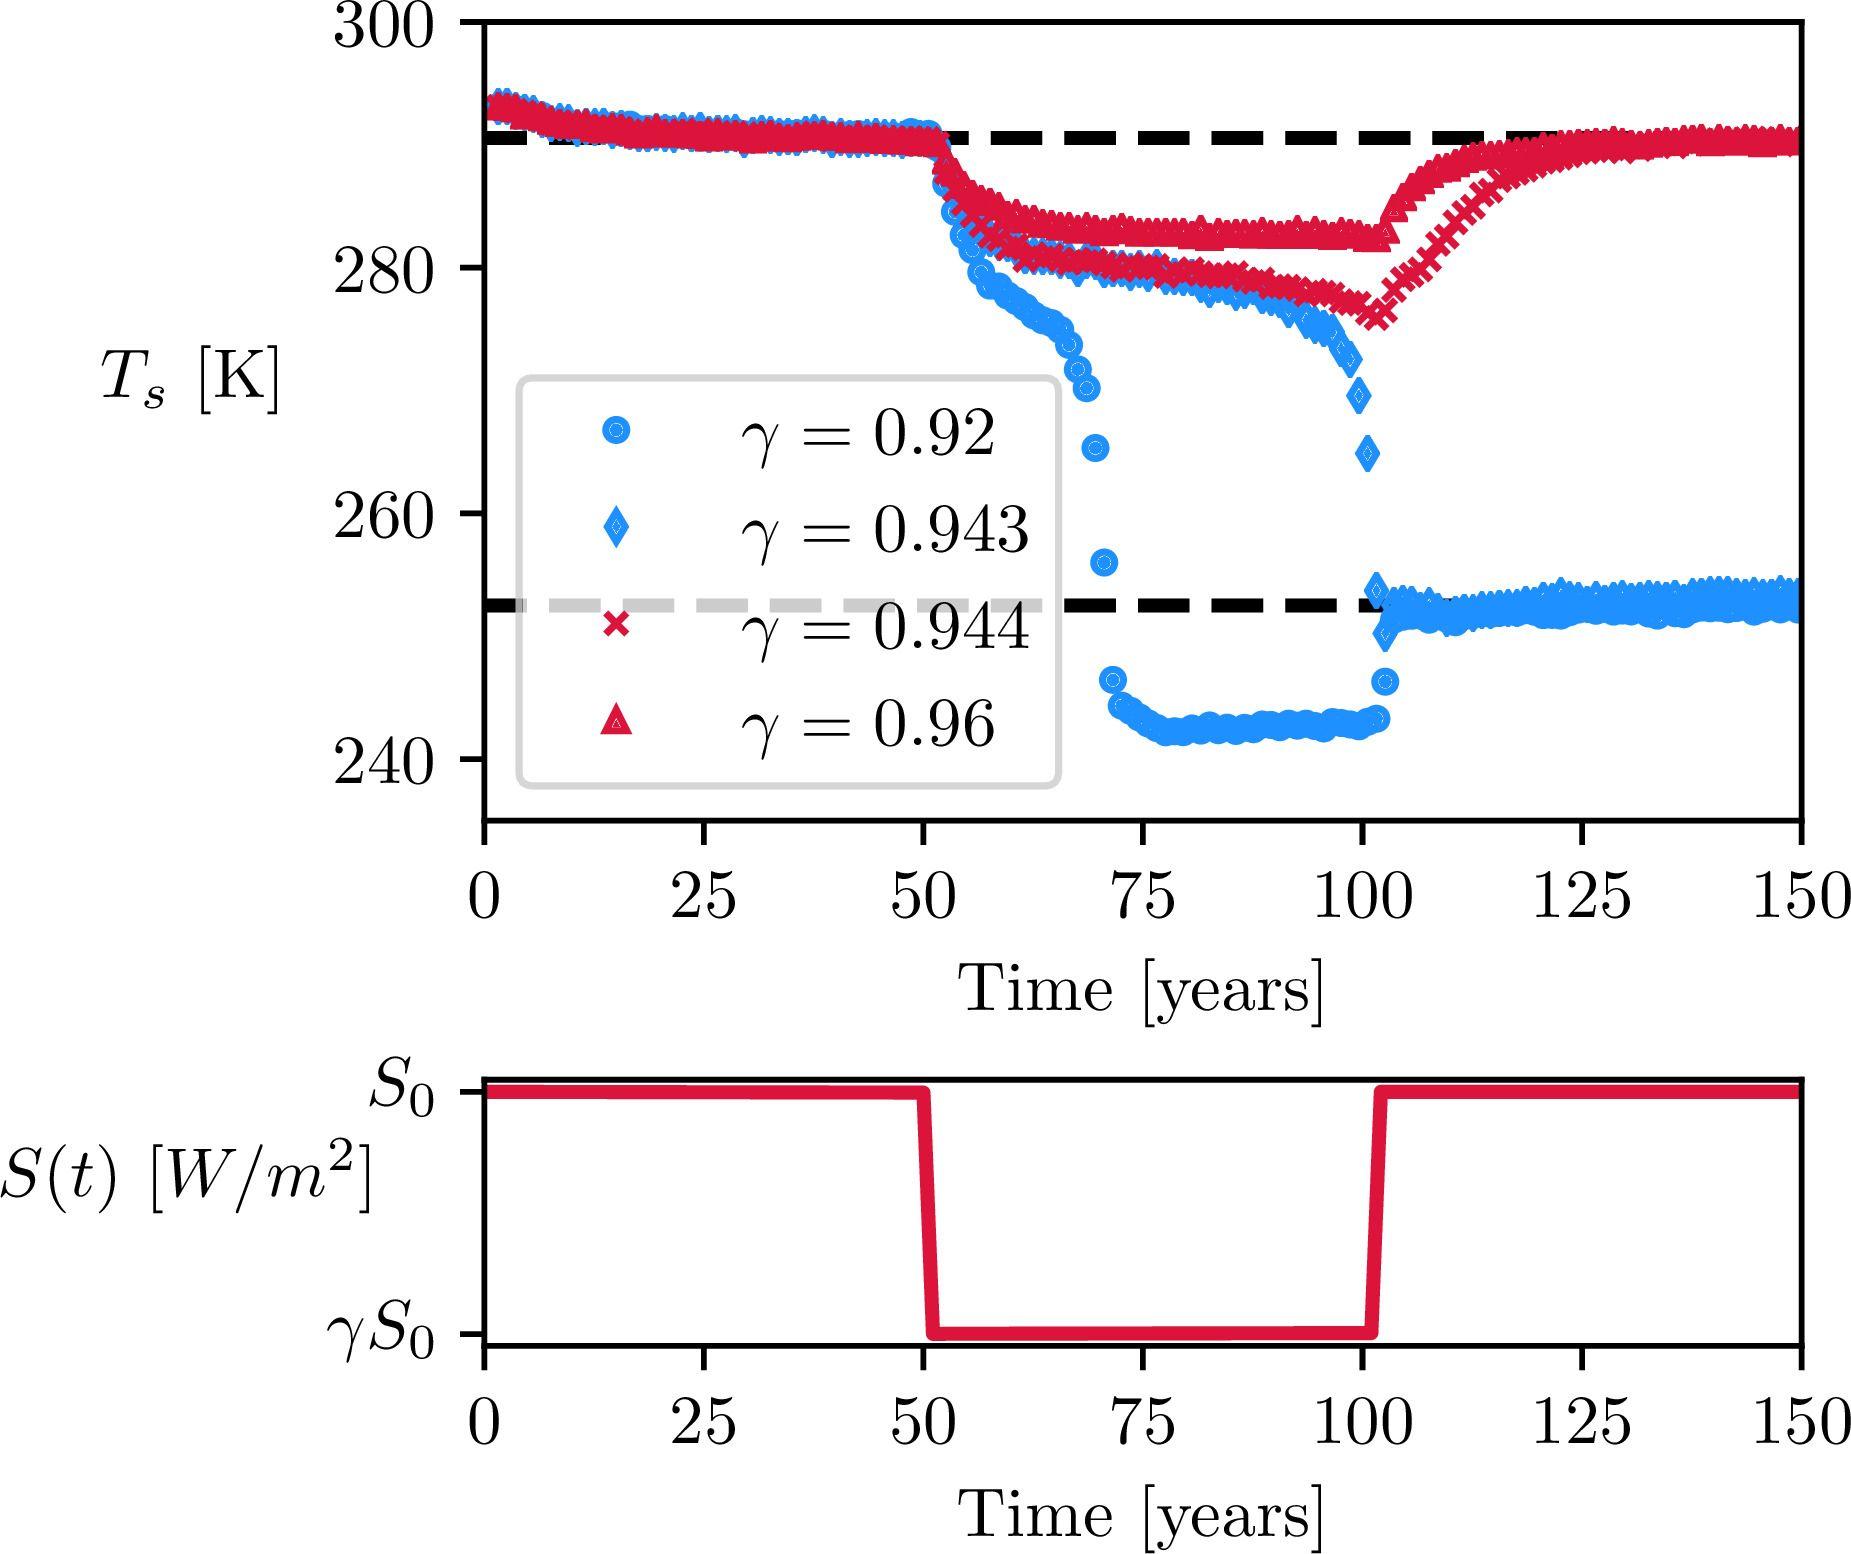 300
280
260
240
T_s [K]
γ = 0.92
γ = 0.943
γ = 0.944
γ = 0.96
0 25 50 75 100 125 150
Time [years]
S_0
S(t) [W/m^2]
γS_0
0 25 50 75 100 125 150
Time [years]